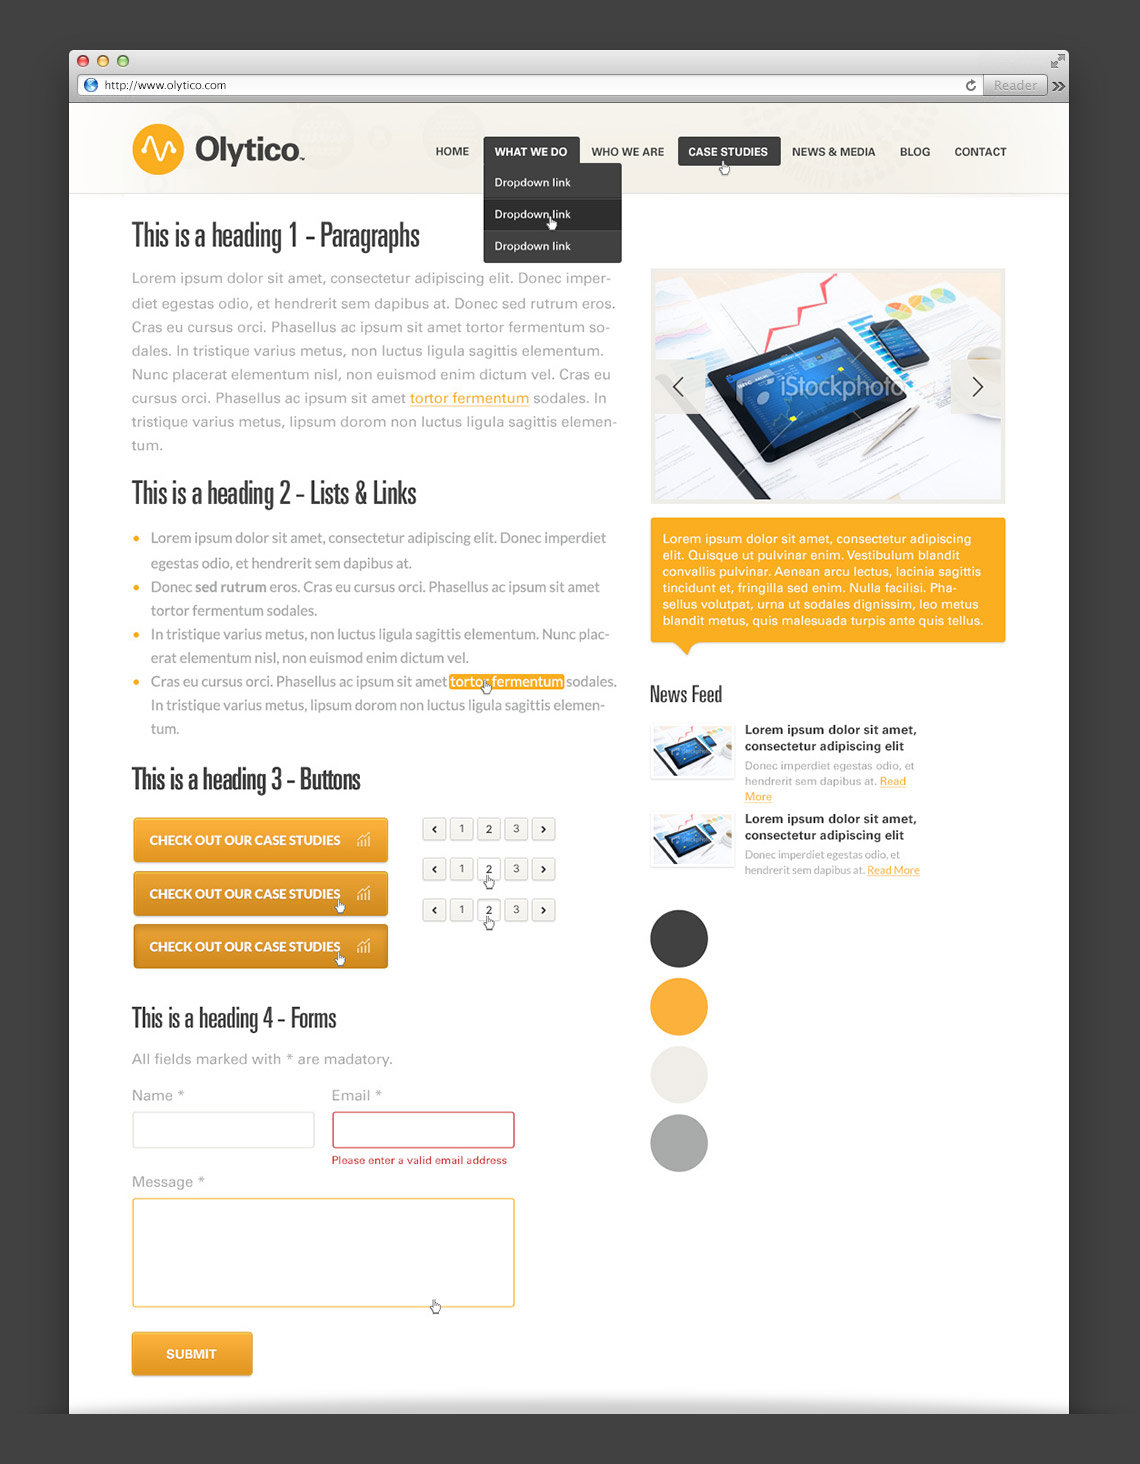 http://www.olytico.com
Reader
Olytico™
HOME
WHAT WE DO
WHO WE ARE
CASE STUDIES
NEWS & MEDIA
BLOG
CONTACT
Dropdown link
Dropdown link
Dropdown link
This is a heading 1 - Paragraphs
Lorem ipsum dolor sit amet, consectetur adipiscing elit. Donec imper-
diet egestas odio, et hendrerit sem dapibus at. Donec sed rutrum eros.
Cras eu cursus orci. Phasellus ac ipsum sit amet tortor fermentum so-
dales. In tristique varius metus, non luctus ligula sagittis elementum.
Nunc placerat elementum nisl, non euismod enim dictum vel. Cras eu
cursus orci. Phasellus ac ipsum sit amet tortor fermentum sodales. In
tristique varius metus, lipsum dorom non luctus ligula sagittis elemen-
tum.
This is a heading 2 - Lists & Links
• Lorem ipsum dolor sit amet, consectetur adipiscing elit. Donec imperdiet
egestas odio, et hendrerit sem dapibus at.
• Donec sed rutrum eros. Cras eu cursus orci. Phasellus ac ipsum sit amet
tortor fermentum sodales.
• In tristique varius metus, non luctus ligula sagittis elementum. Nunc plac-
erat elementum nisl, non euismod enim dictum vel.
• Cras eu cursus orci. Phasellus ac ipsum sit amet tortor fermentum sodales.
In tristique varius metus, lipsum dorom non luctus ligula sagittis elemen-
tum.
This is a heading 3 - Buttons
CHECK OUT OUR CASE STUDIES
CHECK OUT OUR CASE STUDIES
CHECK OUT OUR CASE STUDIES
1 2 3
1 2 3
1 2 3
This is a heading 4 - Forms
All fields marked with * are madatory.
Name *
Email *
Please enter a valid email address
Message *
SUBMIT
iStockphoto
Lorem ipsum dolor sit amet, consectetur adipiscing
elit. Quisque ut pulvinar enim. Vestibulum blandit
convallis pulvinar. Aenean arcu lectus, lacinia sagittis
tincidunt et, fringilla sed enim. Nulla facilisi. Pha-
sellus volutpat, urna ut sodales dignissim, leo metus
blandit metus, quis malesuada turpis ante quis tellus.
News Feed
Lorem ipsum dolor sit amet,
consectetur adipiscing elit
Donec imperdiet egestas odio, et
hendrerit sem dapibus at. Read
More
Lorem ipsum dolor sit amet,
consectetur adipiscing elit
Donec imperdiet egestas odio, et
hendrerit sem dapibus at. Read More